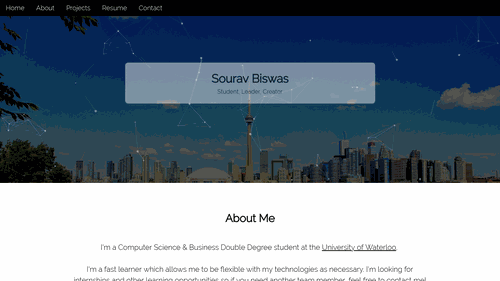 Home About Projects Resume Contact
Sourav Biswas
Student, Leader, Creator
About Me
I'm a Computer Science & Business Double Degree student at the University of Waterloo.
I'm a fast learner which allows me to be flexible with my technologies as necessary. I'm looking for
internships and other learning opportunities so if you need another team member, feel free to contact me!